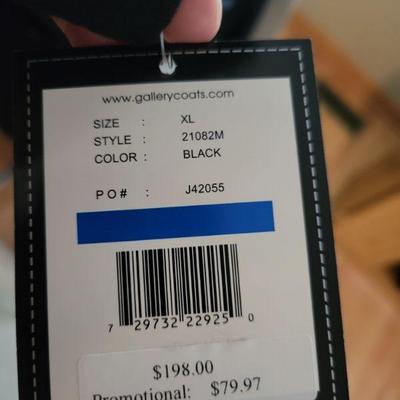 www.gallerycoats.com
SIZE : XL
STYLE : 21082M
COLOR : BLACK
PO# : J42055
7 29732 22925 0
$198.00
Promotional: $79.97